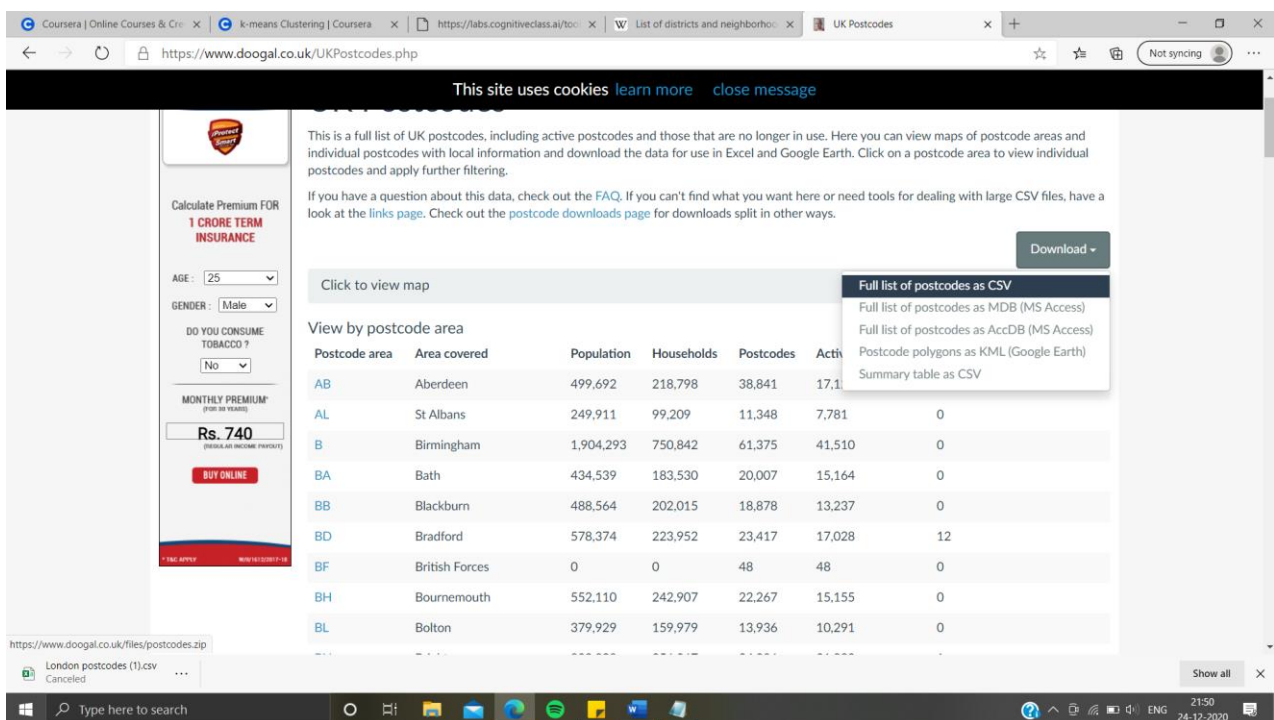 Coursera | Online Courses & Cre
k-means Clustering | Coursera
https://labs.cognitiveclass.ai/too
W List of districts and neighborhoo
UK Postcodes
https://www.doogal.co.uk/UKPostcodes.php
Not syncing
This site uses cookies learn more close message
iProtect
Smart
Calculate Premium FOR
1 CRORE TERM
INSURANCE
AGE : 25
GENDER : Male
DO YOU CONSUME
TOBACCO ?
No
MONTHLY PREMIUM*
(FOR 30 YEARS)
Rs. 740
(REGULAR INCOME PAYOUT)
BUY ONLINE
* T&C APPLY
This is a full list of UK postcodes, including active postcodes and those that are no longer in use. Here you can view maps of postcode areas and
individual postcodes with local information and download the data for use in Excel and Google Earth. Click on a postcode area to view individual
postcodes and apply further filtering.
If you have a question about this data, check out the FAQ. If you can't find what you want here or need tools for dealing with large CSV files, have a
look at the links page. Check out the postcode downloads page for downloads split in other ways.
Download
Full list of postcodes as CSV
Full list of postcodes as MDB (MS Access)
Full list of postcodes as AccDB (MS Access)
Postcode polygons as KML (Google Earth)
Summary table as CSV
Click to view map
View by postcode area
Postcode area Area covered Population Households Postcodes Activ
AB Aberdeen 499,692 218,798 38,841 17,1
AL St Albans 249,911 99,209 11,348 7,781 0
B Birmingham 1,904,293 750,842 61,375 41,510 0
BA Bath 434,539 183,530 20,007 15,164 0
BB Blackburn 488,564 202,015 18,878 13,237 0
BD Bradford 578,374 223,952 23,417 17,028 12
BF British Forces 0 0 48 48 0
BH Bournemouth 552,110 242,907 22,267 15,155 0
BL Bolton 379,929 159,979 13,936 10,291 0
https://www.doogal.co.uk/files/postcodes.zip
London postcodes (1).csv
Canceled
Show all
Type here to search
ENG
21:50
24-12-2020